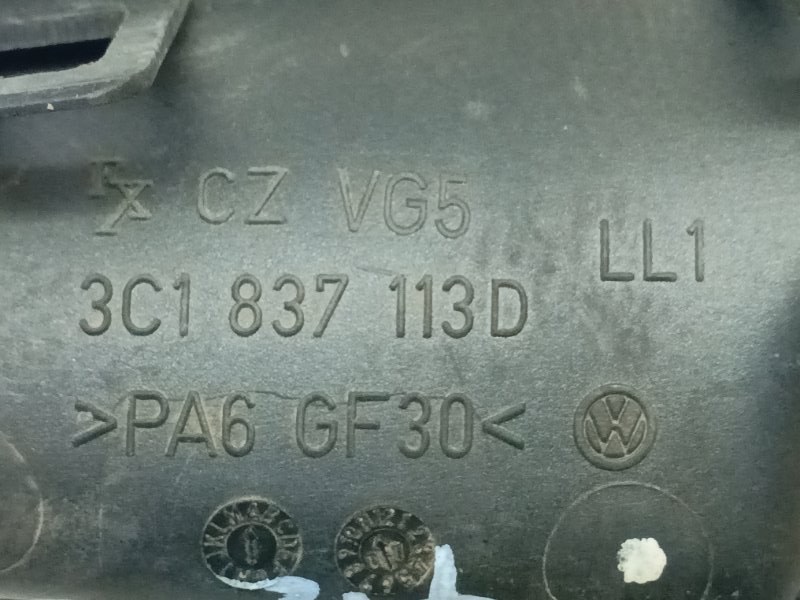 CZ VG5
LL1
3C1 837 113D
>PA6 GF30<